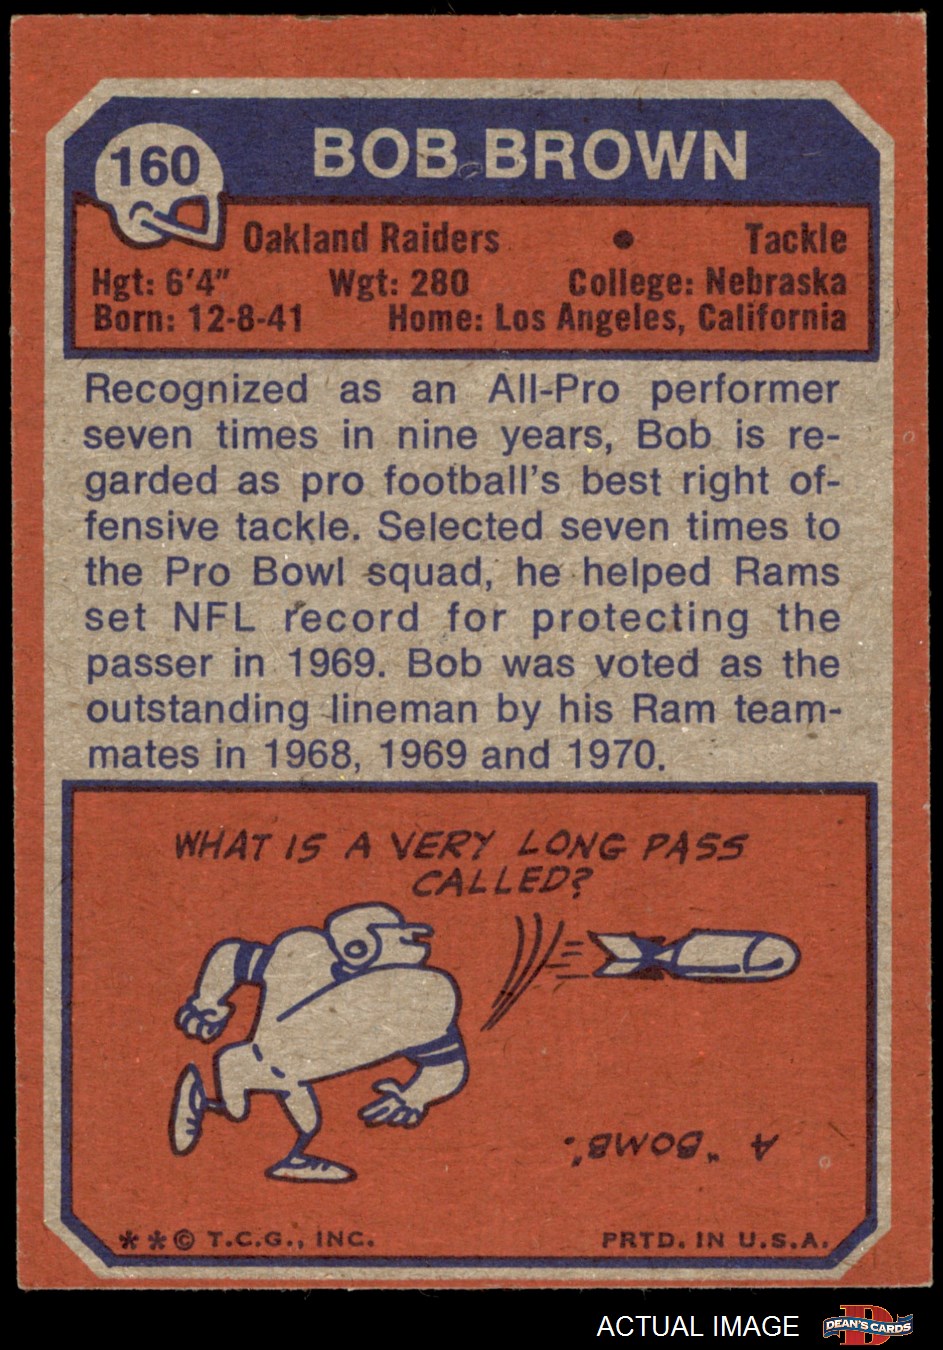 160
BOB BROWN
Oakland Raiders • Tackle
Hgt: 6'4" Wgt: 280 College: Nebraska
Born: 12-8-41 Home: Los Angeles, California
Recognized as an All-Pro performer
seven times in nine years, Bob is re-
garded as pro football's best right of-
fensive tackle. Selected seven times to
the Pro Bowl squad, he helped Rams
set NFL record for protecting the
passer in 1969. Bob was voted as the
outstanding lineman by his Ram team-
mates in 1968, 1969 and 1970.
WHAT IS A VERY LONG PASS
CALLED?
A "BOMB".
**© T.C.G., INC. PRTD. IN U.S.A.
ACTUAL IMAGE
DEAN'S CARDS